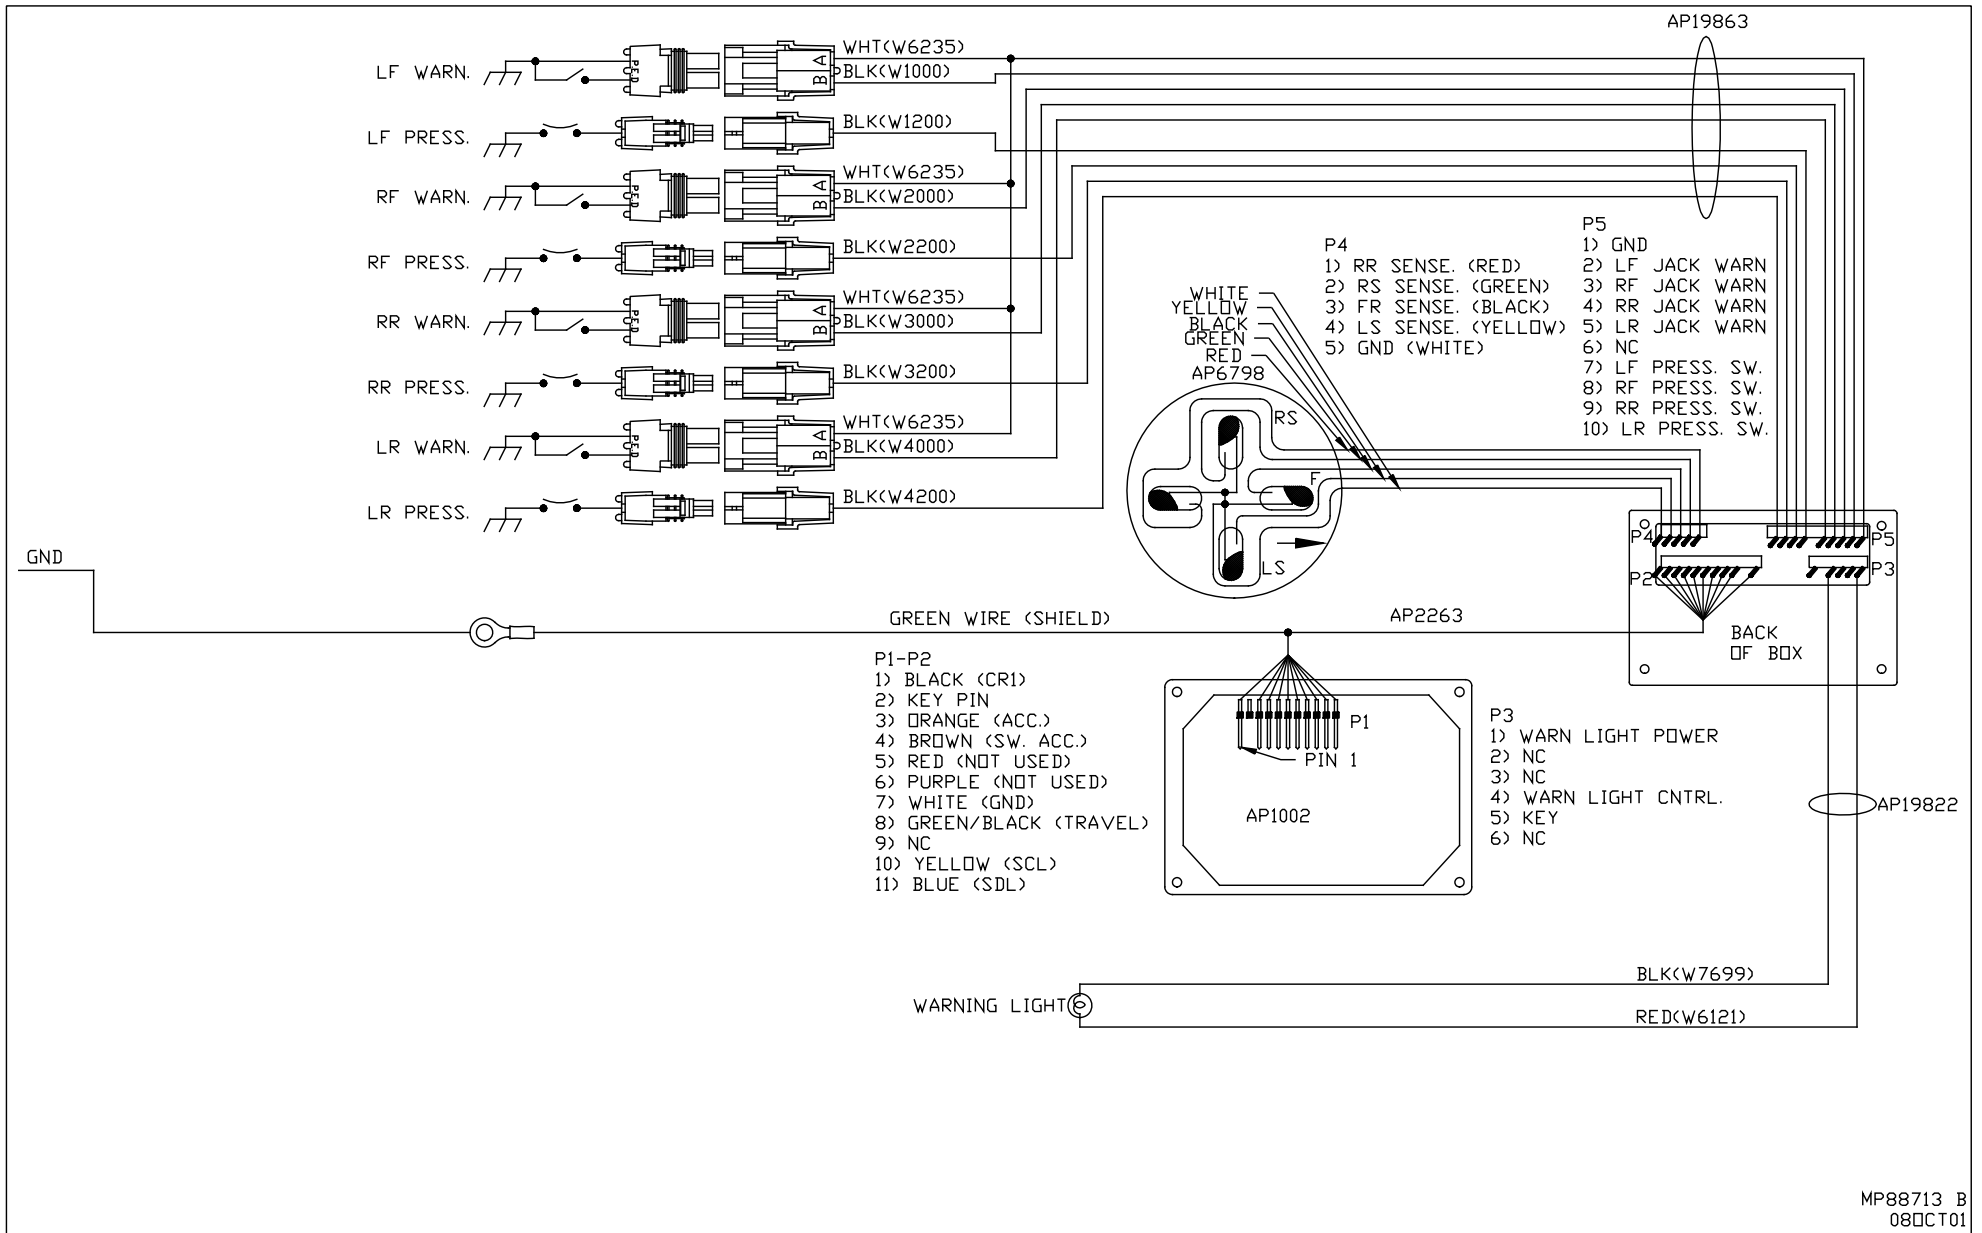 AP19863
WHT(W6235)
LF WARN.
P.E.D
A
B
BLK(W1000)
LF PRESS.
BLK(W1200)
WHT(W6235)
RF WARN.
P.E.D
A
B
BLK(W2000)
RF PRESS.
BLK(W2200)
WHT(W6235)
RR WARN.
P.E.D
A
B
BLK(W3000)
RR PRESS.
BLK(W3200)
WHT(W6235)
LR WARN.
P.E.D
A
B
BLK(W4000)
LR PRESS.
BLK(W4200)
P4
1) RR SENSE. (RED)
2) RS SENSE. (GREEN)
3) FR SENSE. (BLACK)
4) LS SENSE. (YELLOW)
5) GND (WHITE)
P5
1) GND
2) LF JACK WARN
3) RF JACK WARN
4) RR JACK WARN
5) LR JACK WARN
6) NC
7) LF PRESS. SW.
8) RF PRESS. SW.
9) RR PRESS. SW.
10) LR PRESS. SW.
WHITE
YELLOW
BLACK
GREEN
RED
AP6798
RS
F
LS
P4
P5
P2
P3
BACK
OF BOX
GND
GREEN WIRE (SHIELD)
AP2263
P1-P2
1) BLACK (CR1)
2) KEY PIN
3) ORANGE (ACC.)
4) BROWN (SW. ACC.)
5) RED (NOT USED)
6) PURPLE (NOT USED)
7) WHITE (GND)
8) GREEN/BLACK (TRAVEL)
9) NC
10) YELLOW (SCL)
11) BLUE (SDL)
P1
PIN 1
AP1002
P3
1) WARN LIGHT POWER
2) NC
3) NC
4) WARN LIGHT CNTRL.
5) KEY
6) NC
AP19822
BLK(W7699)
WARNING LIGHT
RED(W6121)
MP88713 B
08OCT01